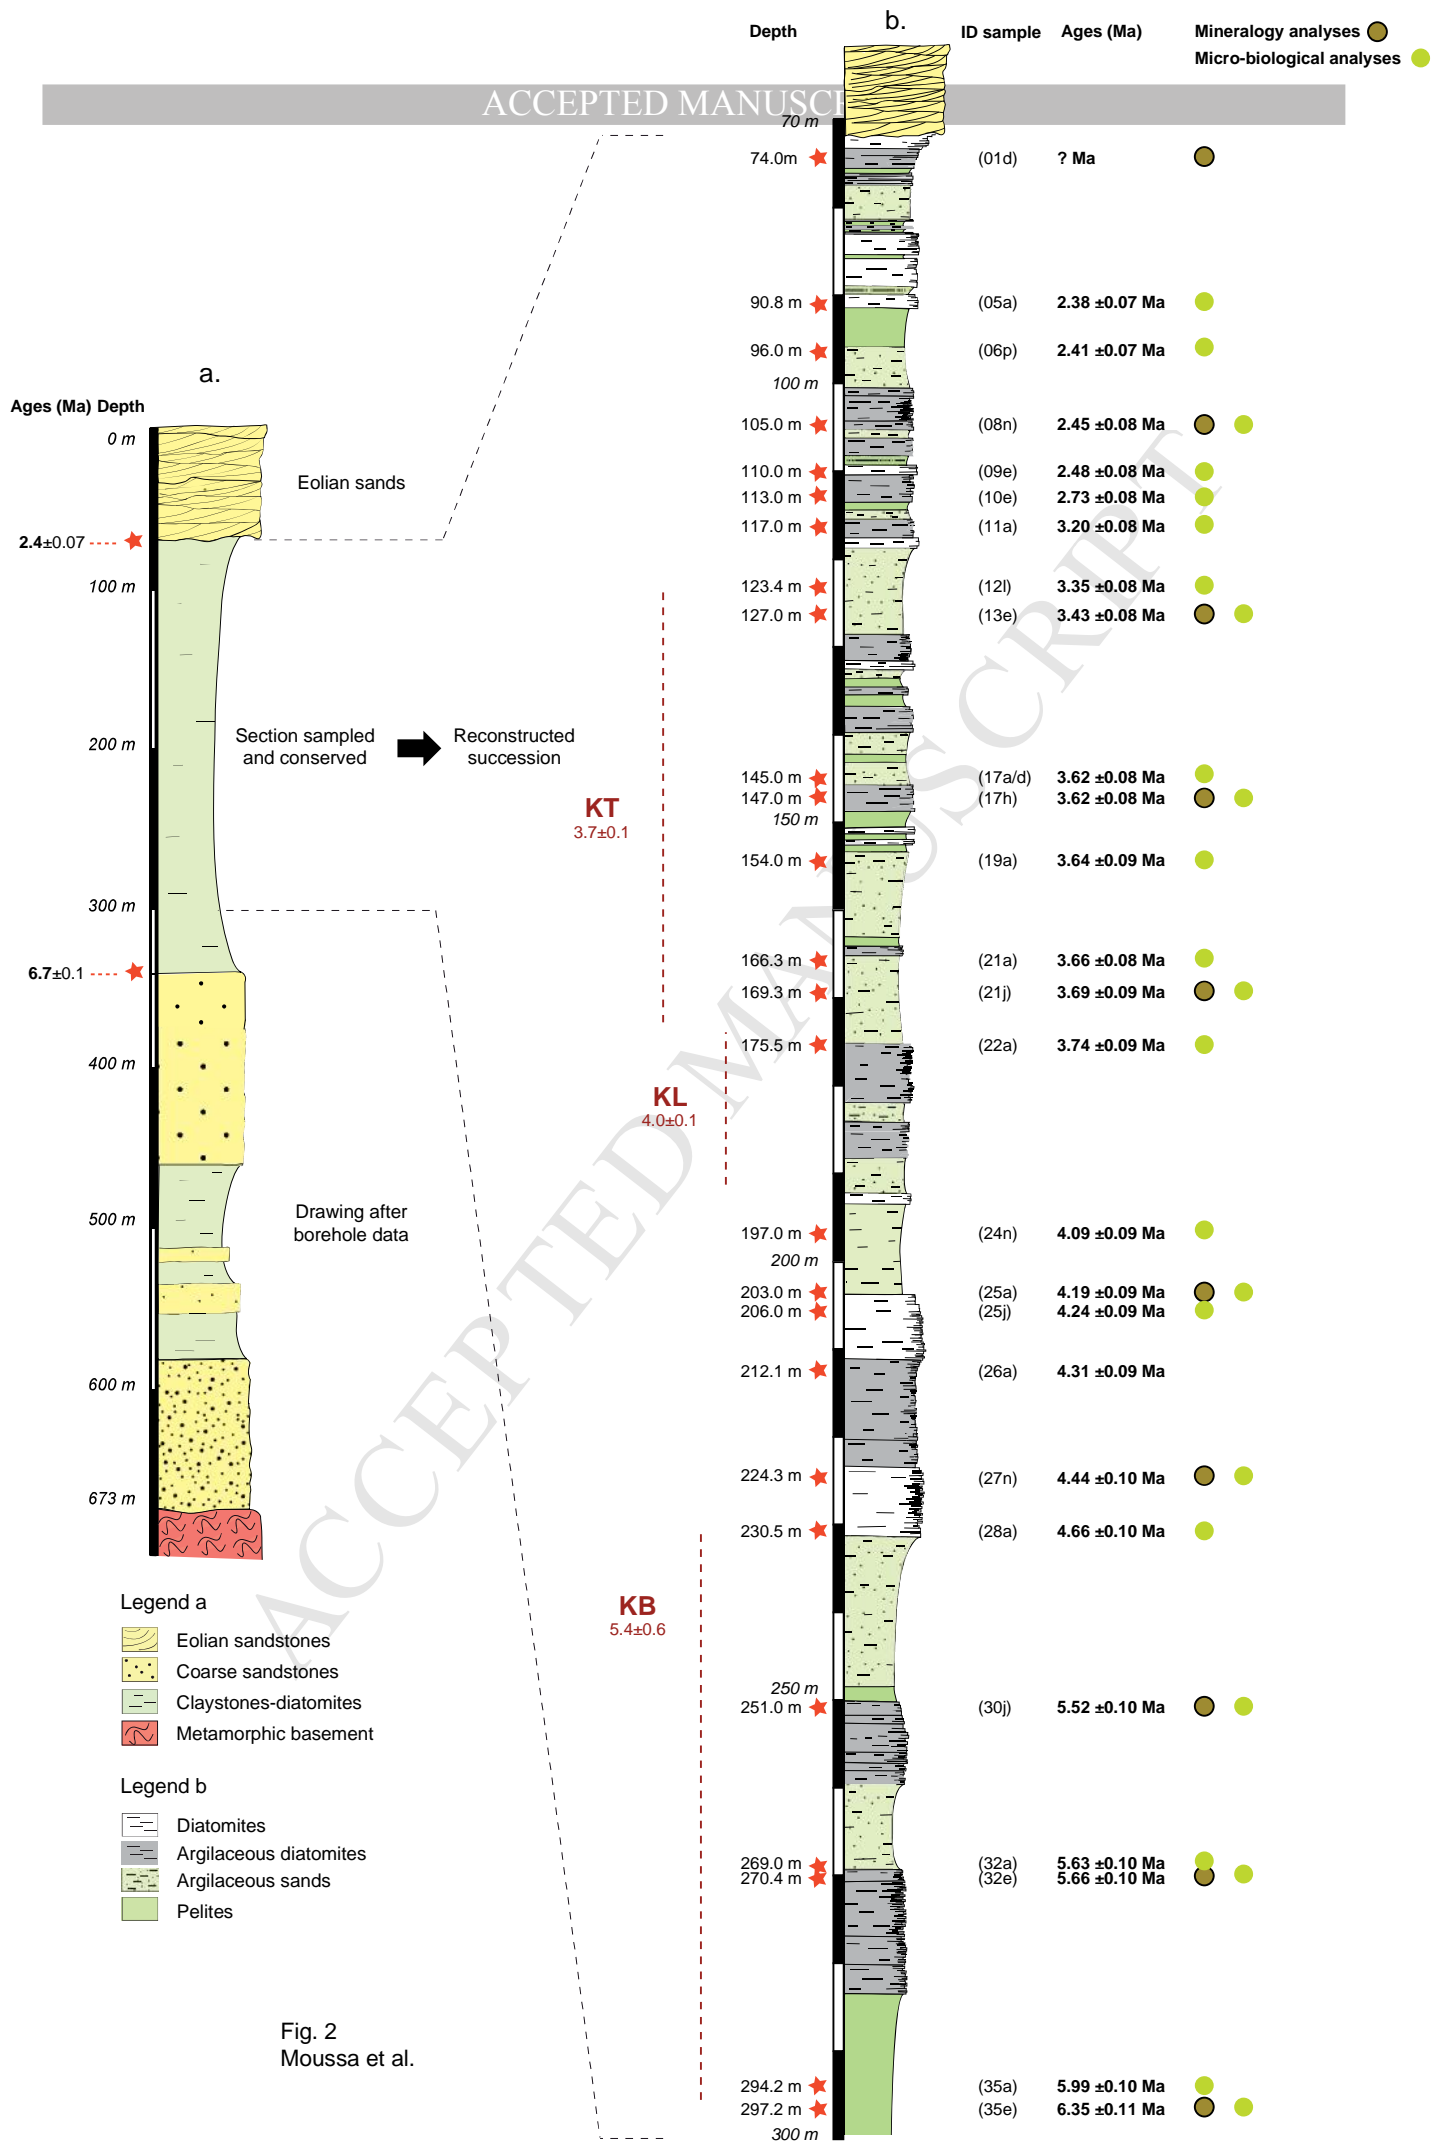 b.
Depth
ID sample
Ages (Ma)
Mineralogy analyses
Micro-biological analyses
ACCEPTED MANUSCR
70 m
74.0m (01d) ? Ma
90.8 m (05a) 2.38 ±0.07 Ma
96.0 m (06p) 2.41 ±0.07 Ma
100 m
105.0 m (08n) 2.45 ±0.08 Ma
110.0 m (09e) 2.48 ±0.08 Ma
113.0 m (10e) 2.73 ±0.08 Ma
117.0 m (11a) 3.20 ±0.08 Ma
123.4 m (12l) 3.35 ±0.08 Ma
127.0 m (13e) 3.43 ±0.08 Ma
145.0 m (17a/d) 3.62 ±0.08 Ma
147.0 m (17h) 3.62 ±0.08 Ma
150 m
154.0 m (19a) 3.64 ±0.09 Ma
166.3 m (21a) 3.66 ±0.08 Ma
169.3 m (21j) 3.69 ±0.09 Ma
175.5 m (22a) 3.74 ±0.09 Ma
197.0 m (24n) 4.09 ±0.09 Ma
200 m
203.0 m (25a) 4.19 ±0.09 Ma
206.0 m (25j) 4.24 ±0.09 Ma
212.1 m (26a) 4.31 ±0.09 Ma
224.3 m (27n) 4.44 ±0.10 Ma
230.5 m (28a) 4.66 ±0.10 Ma
250 m
251.0 m (30j) 5.52 ±0.10 Ma
269.0 m (32a) 5.63 ±0.10 Ma
270.4 m (32e) 5.66 ±0.10 Ma
294.2 m (35a) 5.99 ±0.10 Ma
297.2 m (35e) 6.35 ±0.11 Ma
300 m
a.
Ages (Ma) Depth
0 m
Eolian sands
2.4±0.07
100 m
200 m
Section sampled
and conserved
Reconstructed
succession
300 m
6.7±0.1
400 m
500 m
Drawing after
borehole data
600 m
673 m
KT
3.7±0.1
KL
4.0±0.1
KB
5.4±0.6
Legend a
Eolian sandstones
Coarse sandstones
Claystones-diatomites
Metamorphic basement
Legend b
Diatomites
Argilaceous diatomites
Argilaceous sands
Pelites
Fig. 2
Moussa et al.
ACCEPTED MANUSCRIPT